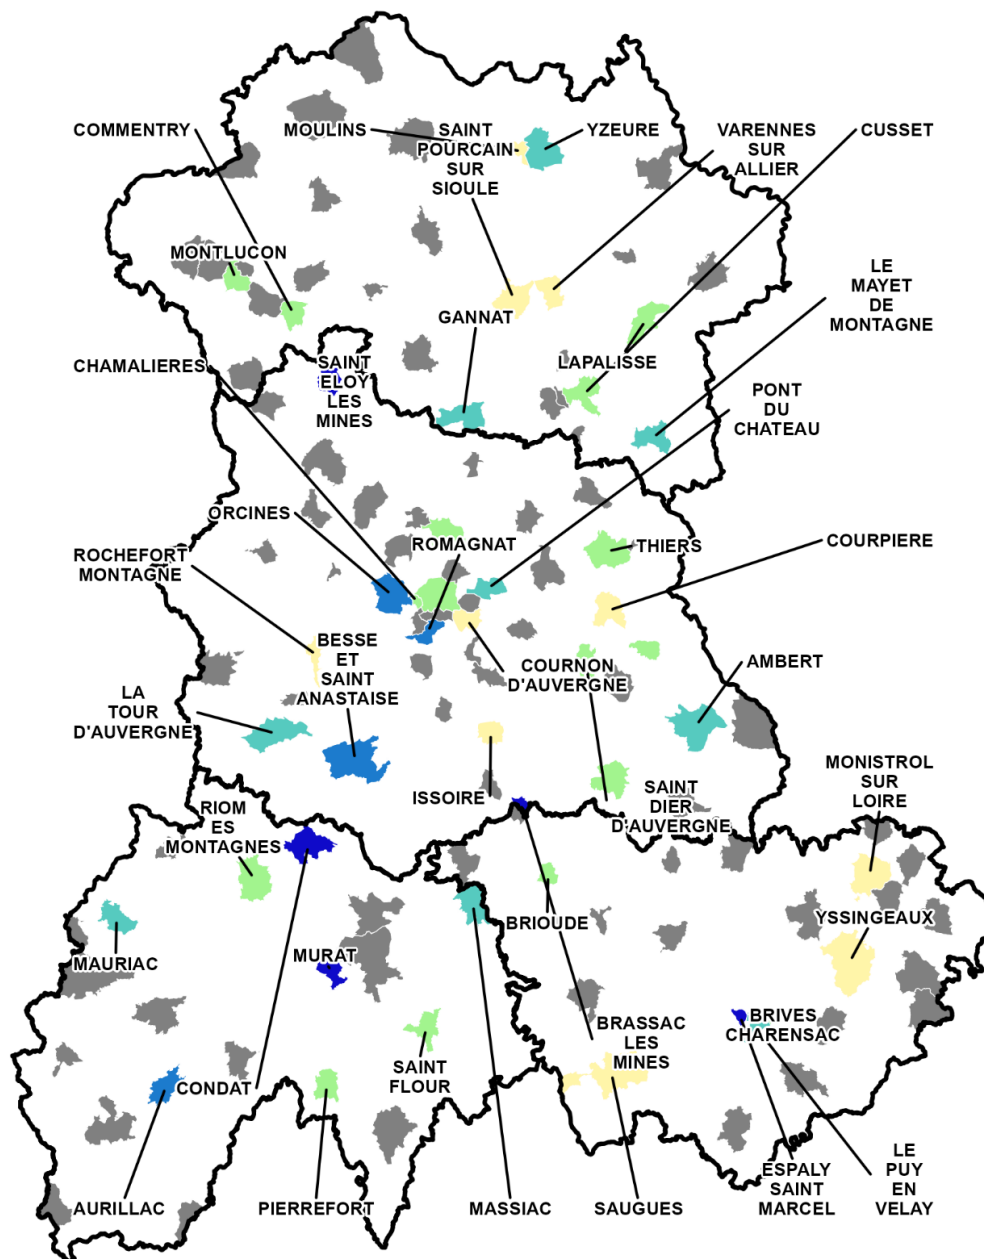 COMMENTRY
MOULINS
SAINT
POURCAIN
SUR
SIOULE
YZEURE
VARENNES
SUR
ALLIER
CUSSET
MONTLUCON
GANNAT
LE
MAYET
DE
MONTAGNE
CHAMALIERES
SAINT
ELOY
LES
MINES
LAPALISSE
PONT
DU
CHATEAU
ORCINES
ROMAGNAT
THIERS
COURPIERE
ROCHEFORT
MONTAGNE
BESSE
ET
SAINT
ANASTAISE
COURNON
D'AUVERGNE
AMBERT
LA
TOUR
D'AUVERGNE
ISSOIRE
SAINT
DIER
D'AUVERGNE
MONISTROL
SUR
LOIRE
RIOM
ES
MONTAGNES
BRIOUDE
YSSINGEAUX
MAURIAC
MURAT
BRASSAC
LES
MINES
BRIVES
CHARENSAC
SAINT
FLOUR
CONDAT
AURILLAC
PIERREFORT
MASSIAC
SAUGUES
ESPALY
SAINT
MARCEL
LE
PUY
EN
VELAY